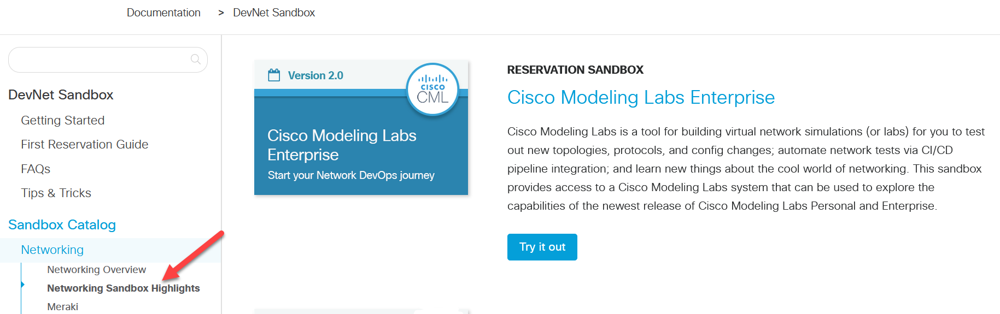 Documentation > DevNet Sandbox
DevNet Sandbox
Getting Started
First Reservation Guide
FAQs
Tips & Tricks
Sandbox Catalog
Networking
Networking Overview
Networking Sandbox Highlights
Meraki
Version 2.0
CISCO
CML
Cisco Modeling Labs
Enterprise
Start your Network DevOps journey
RESERVATION SANDBOX
Cisco Modeling Labs Enterprise
Cisco Modeling Labs is a tool for building virtual network simulations (or labs) for you to test
out new topologies, protocols, and config changes; automate network tests via CI/CD
pipeline integration; and learn new things about the cool world of networking. This sandbox
provides access to a Cisco Modeling Labs system that can be used to explore the
capabilities of the newest release of Cisco Modeling Labs Personal and Enterprise.
Try it out